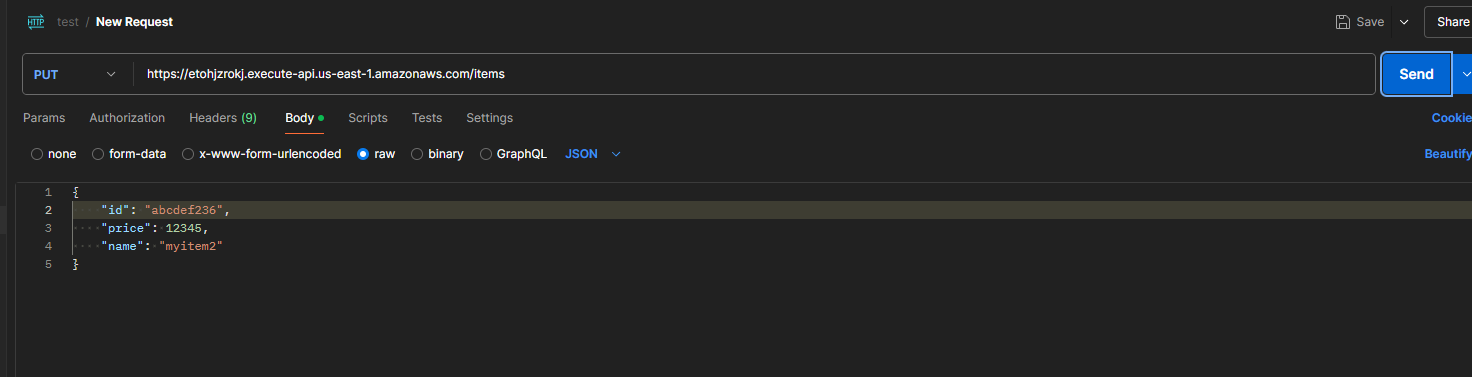 HTTP test / New Request Save Share
PUT https://etohjzrokj.execute-api.us-east-1.amazonaws.com/items Send
Params Authorization Headers (9) Body Scripts Tests Settings Cookie
none form-data x-www-form-urlencoded raw binary GraphQL JSON Beautify
1 {
2 "id": "abcdef236",
3 "price": 12345,
4 "name": "myitem2"
5 }